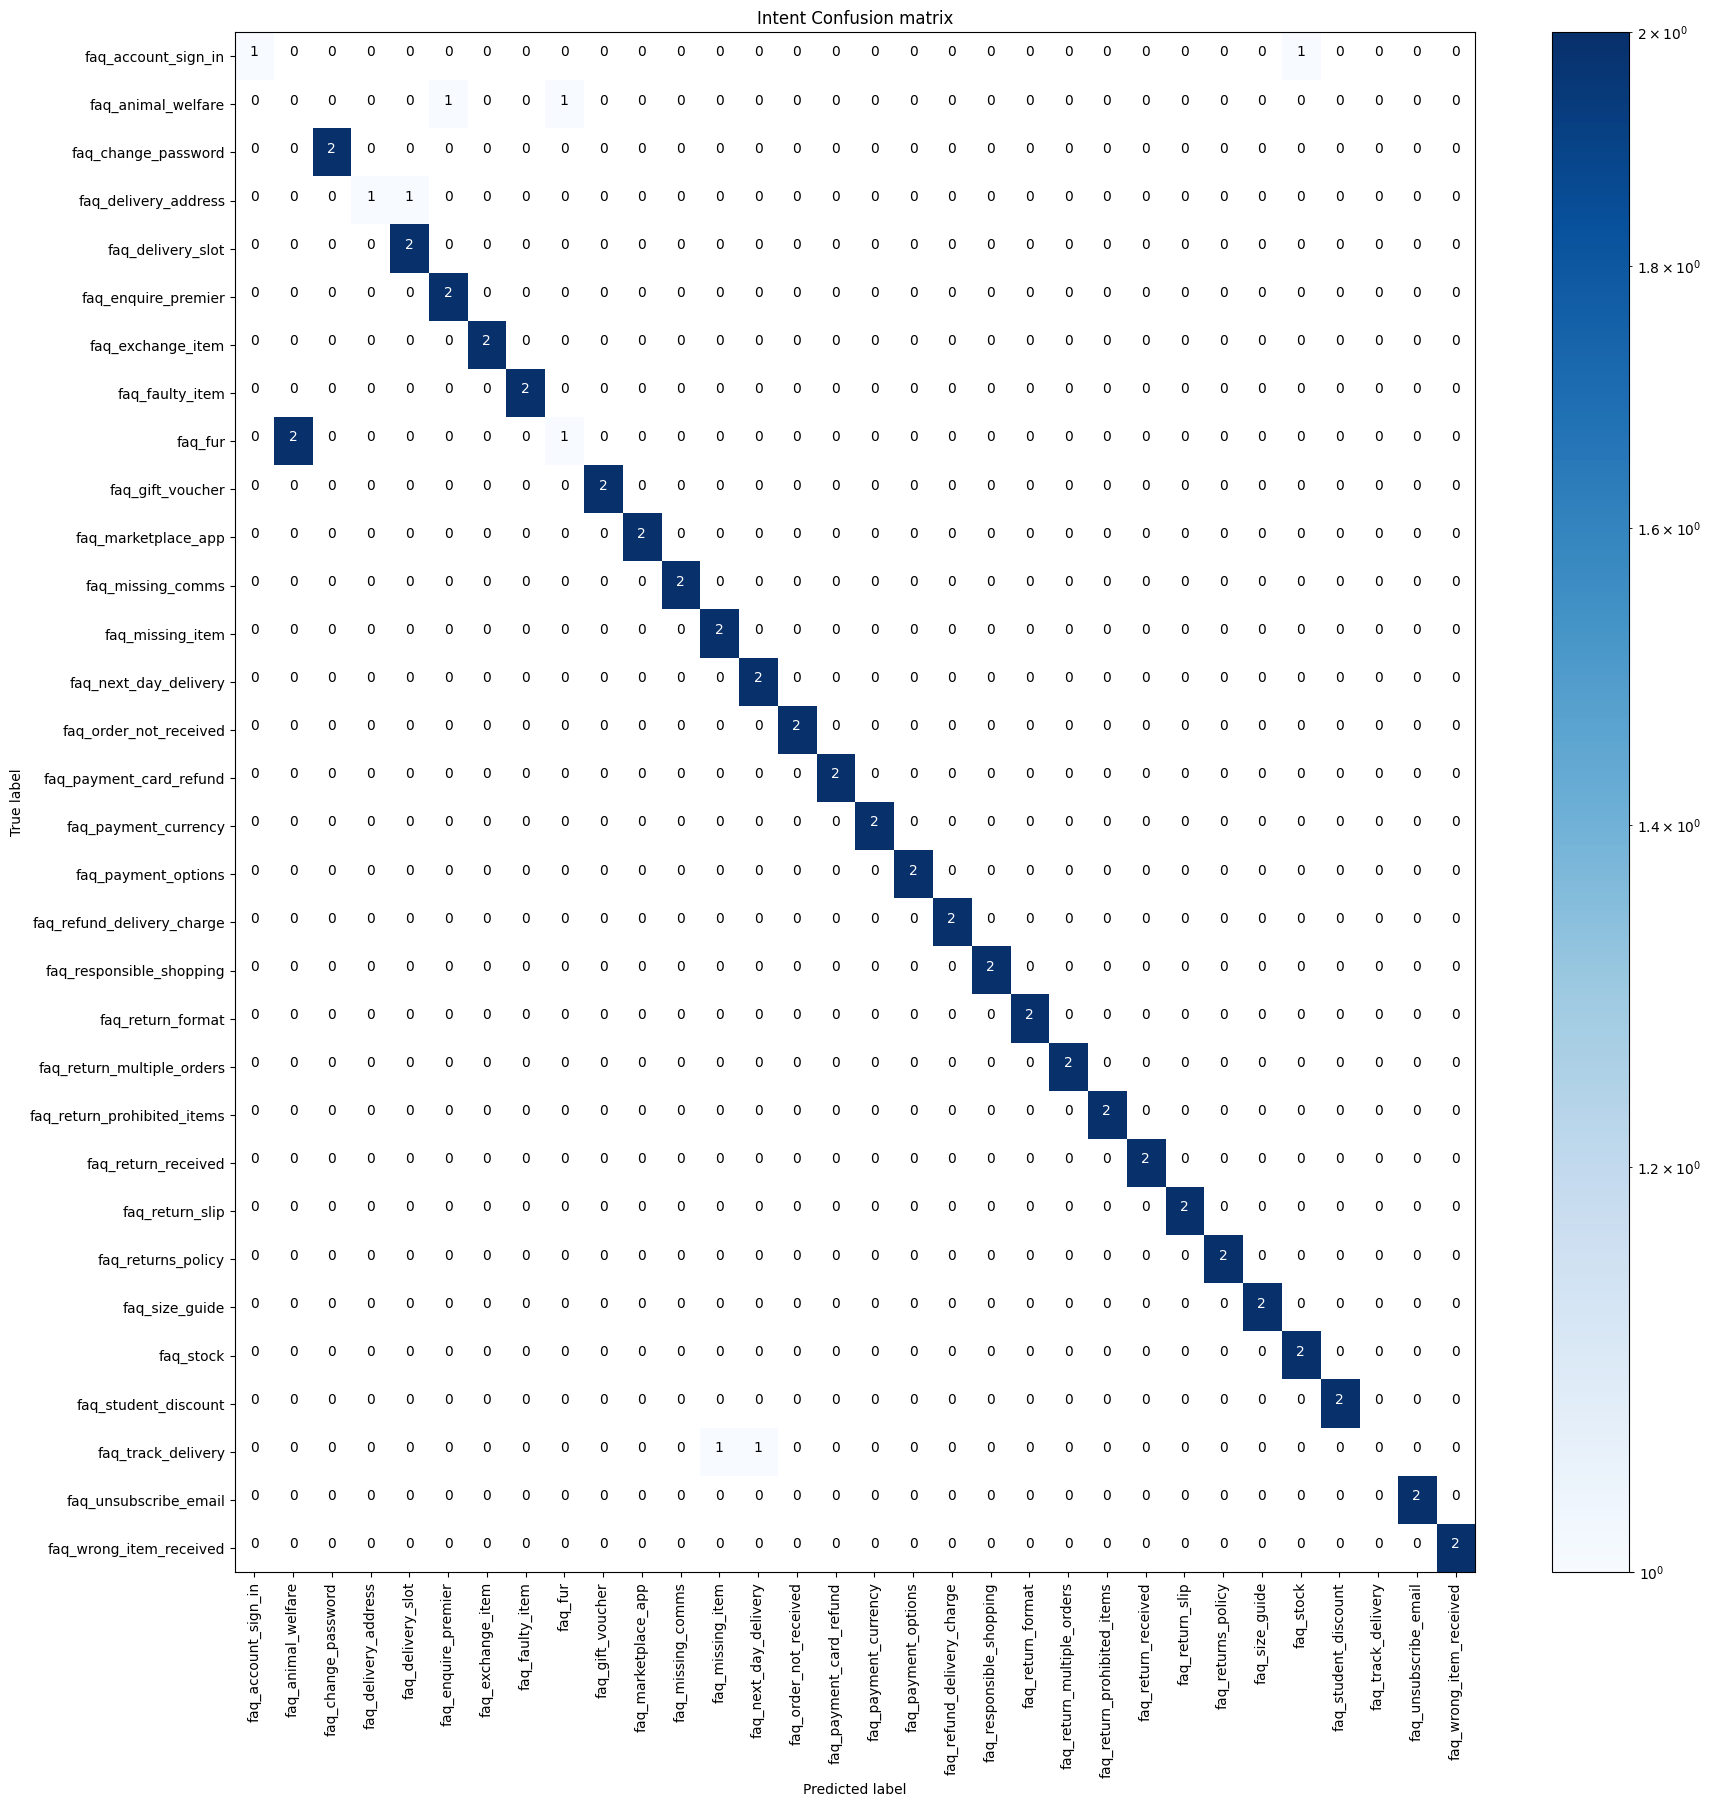 Intent Confusion matrix
faq_account_sign_in 1 0 0 0 0 0 0 0 0 0 0 0 0 0 0 0 0 0 0 0 0 0 0 0 0 0 0 1 0 0 0 0
faq_animal_welfare 0 0 0 0 0 1 0 0 1 0 0 0 0 0 0 0 0 0 0 0 0 0 0 0 0 0 0 0 0 0 0 0
faq_change_password 0 0 2 0 0 0 0 0 0 0 0 0 0 0 0 0 0 0 0 0 0 0 0 0 0 0 0 0 0 0 0 0
faq_delivery_address 0 0 0 1 1 0 0 0 0 0 0 0 0 0 0 0 0 0 0 0 0 0 0 0 0 0 0 0 0 0 0 0
faq_delivery_slot 0 0 0 0 2 0 0 0 0 0 0 0 0 0 0 0 0 0 0 0 0 0 0 0 0 0 0 0 0 0 0 0
faq_enquire_premier 0 0 0 0 0 2 0 0 0 0 0 0 0 0 0 0 0 0 0 0 0 0 0 0 0 0 0 0 0 0 0 0
faq_exchange_item 0 0 0 0 0 0 2 0 0 0 0 0 0 0 0 0 0 0 0 0 0 0 0 0 0 0 0 0 0 0 0 0
faq_faulty_item 0 0 0 0 0 0 0 2 0 0 0 0 0 0 0 0 0 0 0 0 0 0 0 0 0 0 0 0 0 0 0 0
faq_fur 0 2 0 0 0 0 0 0 1 0 0 0 0 0 0 0 0 0 0 0 0 0 0 0 0 0 0 0 0 0 0 0
faq_gift_voucher 0 0 0 0 0 0 0 0 0 2 0 0 0 0 0 0 0 0 0 0 0 0 0 0 0 0 0 0 0 0 0 0
faq_marketplace_app 0 0 0 0 0 0 0 0 0 0 2 0 0 0 0 0 0 0 0 0 0 0 0 0 0 0 0 0 0 0 0 0
faq_missing_comms 0 0 0 0 0 0 0 0 0 0 0 2 0 0 0 0 0 0 0 0 0 0 0 0 0 0 0 0 0 0 0 0
faq_missing_item 0 0 0 0 0 0 0 0 0 0 0 0 2 0 0 0 0 0 0 0 0 0 0 0 0 0 0 0 0 0 0 0
faq_next_day_delivery 0 0 0 0 0 0 0 0 0 0 0 0 0 2 0 0 0 0 0 0 0 0 0 0 0 0 0 0 0 0 0 0
faq_order_not_received 0 0 0 0 0 0 0 0 0 0 0 0 0 0 2 0 0 0 0 0 0 0 0 0 0 0 0 0 0 0 0 0
faq_payment_card_refund 0 0 0 0 0 0 0 0 0 0 0 0 0 0 0 2 0 0 0 0 0 0 0 0 0 0 0 0 0 0 0 0
faq_payment_currency 0 0 0 0 0 0 0 0 0 0 0 0 0 0 0 0 2 0 0 0 0 0 0 0 0 0 0 0 0 0 0 0
faq_payment_options 0 0 0 0 0 0 0 0 0 0 0 0 0 0 0 0 0 2 0 0 0 0 0 0 0 0 0 0 0 0 0 0
faq_refund_delivery_charge 0 0 0 0 0 0 0 0 0 0 0 0 0 0 0 0 0 0 2 0 0 0 0 0 0 0 0 0 0 0 0 0
faq_responsible_shopping 0 0 0 0 0 0 0 0 0 0 0 0 0 0 0 0 0 0 0 2 0 0 0 0 0 0 0 0 0 0 0 0
faq_return_format 0 0 0 0 0 0 0 0 0 0 0 0 0 0 0 0 0 0 0 0 2 0 0 0 0 0 0 0 0 0 0 0
faq_return_multiple_orders 0 0 0 0 0 0 0 0 0 0 0 0 0 0 0 0 0 0 0 0 0 2 0 0 0 0 0 0 0 0 0 0
faq_return_prohibited_items 0 0 0 0 0 0 0 0 0 0 0 0 0 0 0 0 0 0 0 0 0 0 2 0 0 0 0 0 0 0 0 0
faq_return_received 0 0 0 0 0 0 0 0 0 0 0 0 0 0 0 0 0 0 0 0 0 0 0 2 0 0 0 0 0 0 0 0
faq_return_slip 0 0 0 0 0 0 0 0 0 0 0 0 0 0 0 0 0 0 0 0 0 0 0 0 2 0 0 0 0 0 0 0
faq_returns_policy 0 0 0 0 0 0 0 0 0 0 0 0 0 0 0 0 0 0 0 0 0 0 0 0 0 2 0 0 0 0 0 0
faq_size_guide 0 0 0 0 0 0 0 0 0 0 0 0 0 0 0 0 0 0 0 0 0 0 0 0 0 0 2 0 0 0 0 0
faq_stock 0 0 0 0 0 0 0 0 0 0 0 0 0 0 0 0 0 0 0 0 0 0 0 0 0 0 0 2 0 0 0 0
faq_student_discount 0 0 0 0 0 0 0 0 0 0 0 0 0 0 0 0 0 0 0 0 0 0 0 0 0 0 0 0 2 0 0 0
faq_track_delivery 0 0 0 0 0 0 0 0 0 0 0 0 1 1 0 0 0 0 0 0 0 0 0 0 0 0 0 0 0 0 0 0
faq_unsubscribe_email 0 0 0 0 0 0 0 0 0 0 0 0 0 0 0 0 0 0 0 0 0 0 0 0 0 0 0 0 0 0 2 0
faq_wrong_item_received 0 0 0 0 0 0 0 0 0 0 0 0 0 0 0 0 0 0 0 0 0 0 0 0 0 0 0 0 0 0 0 2
True label
faq_account_sign_in
faq_animal_welfare
faq_change_password
faq_delivery_address
faq_delivery_slot
faq_enquire_premier
faq_exchange_item
faq_faulty_item
faq_fur
faq_gift_voucher
faq_marketplace_app
faq_missing_comms
faq_missing_item
faq_next_day_delivery
faq_order_not_received
faq_payment_card_refund
faq_payment_currency
faq_payment_options
faq_refund_delivery_charge
faq_responsible_shopping
faq_return_format
faq_return_multiple_orders
faq_return_prohibited_items
faq_return_received
faq_return_slip
faq_returns_policy
faq_size_guide
faq_stock
faq_student_discount
faq_track_delivery
faq_unsubscribe_email
faq_wrong_item_received
Predicted label
2 × 10⁰
1.8 × 10⁰
1.6 × 10⁰
1.4 × 10⁰
1.2 × 10⁰
10⁰